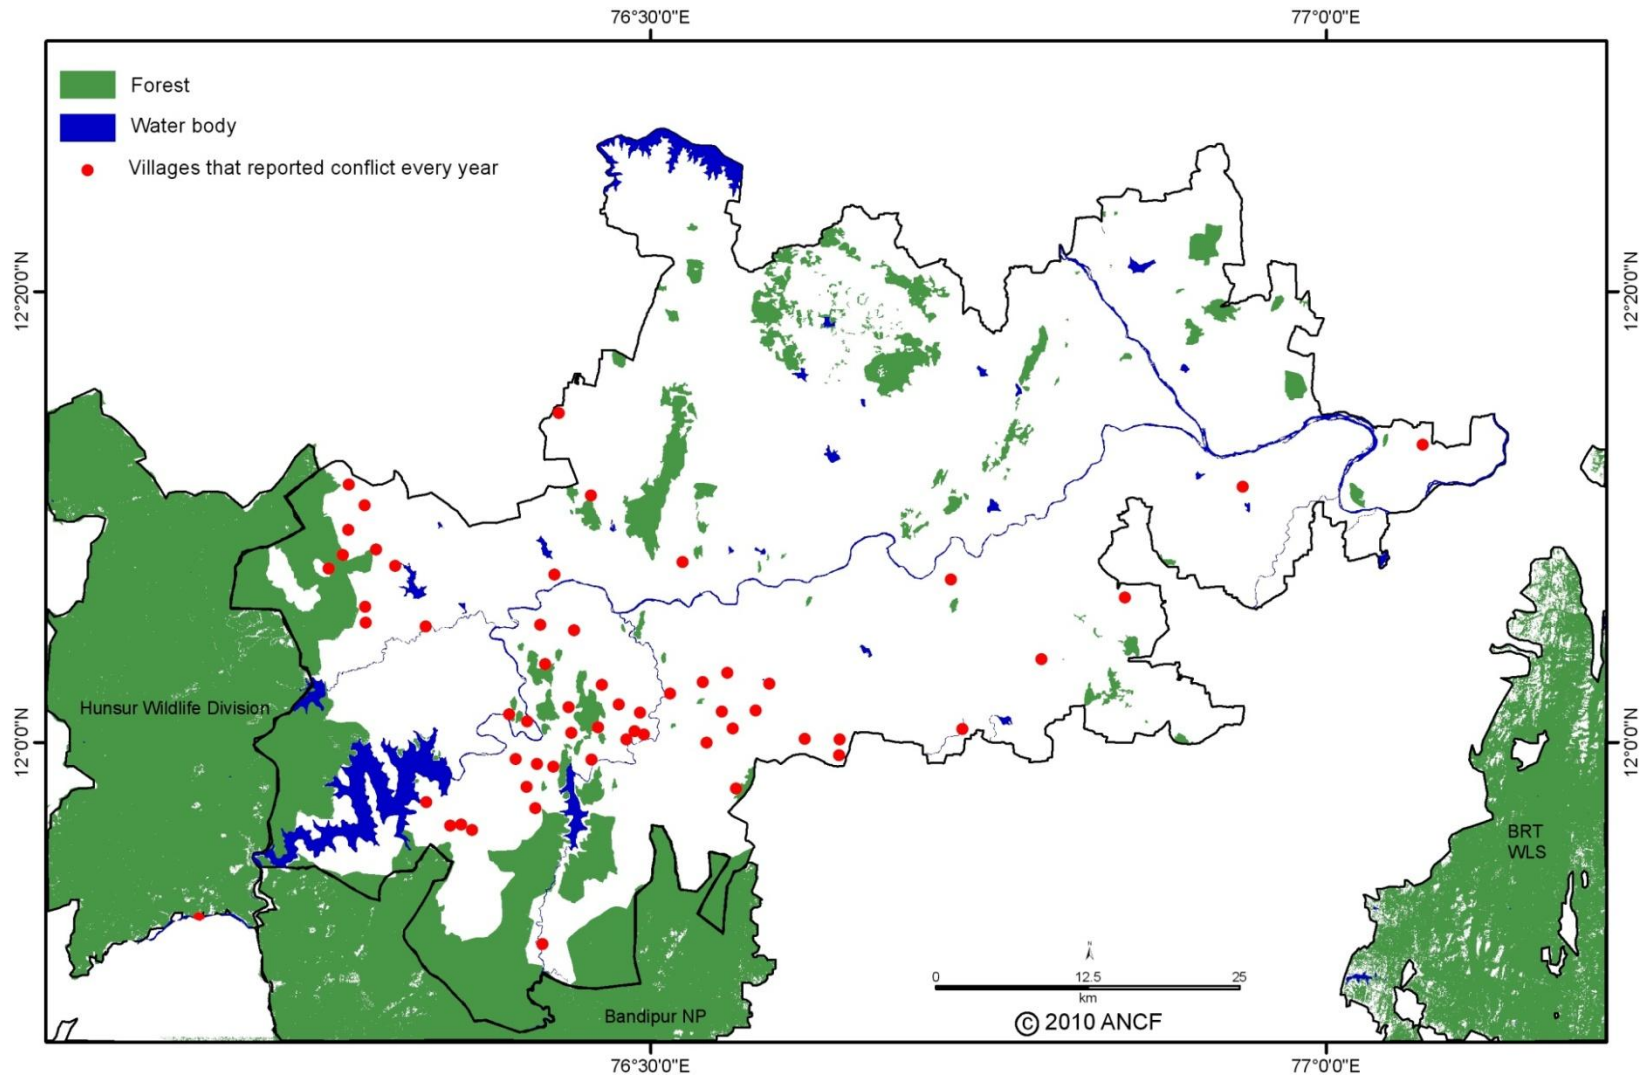 76°30'0"E
77°0'0"E
Forest
Water body
Villages that reported conflict every year
12°20'0"N
12°20'0"N
Hunsur Wildlife Division
12°0'0"N
12°0'0"N
BRT
WLS
N
0 12.5 25
km
Bandipur NP
© 2010 ANCF
76°30'0"E
77°0'0"E